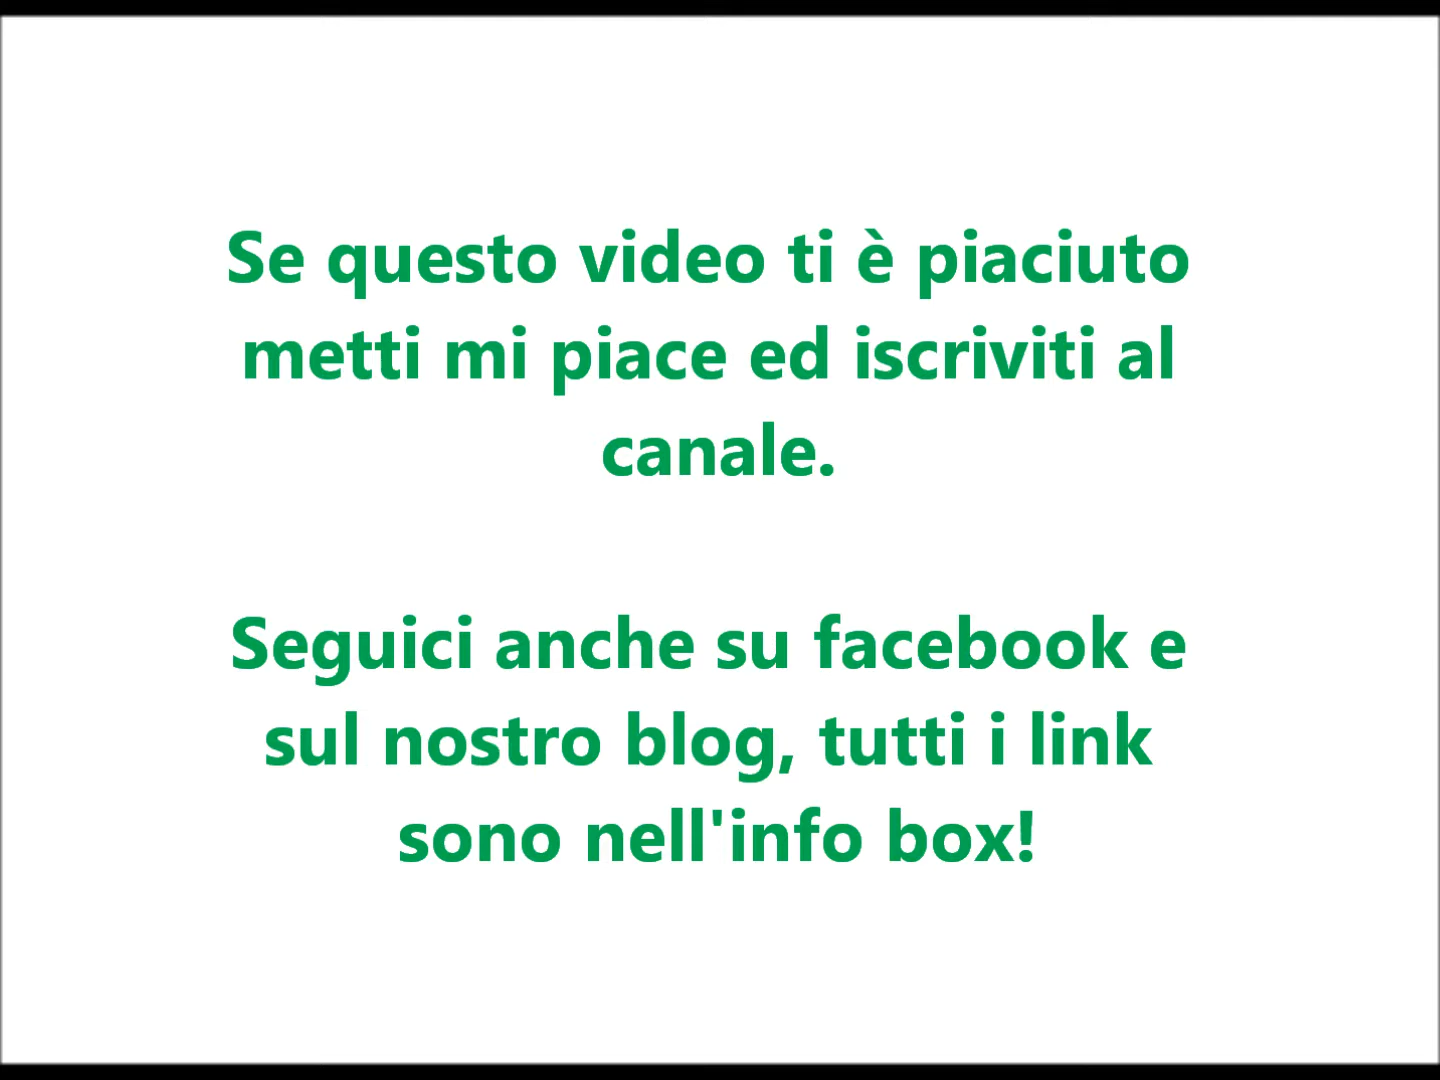 Se questo video ti è piaciuto
metti mi piace ed iscriviti al
canale.
Seguici anche su facebook e
sul nostro blog, tutti i link
sono nell'info box!